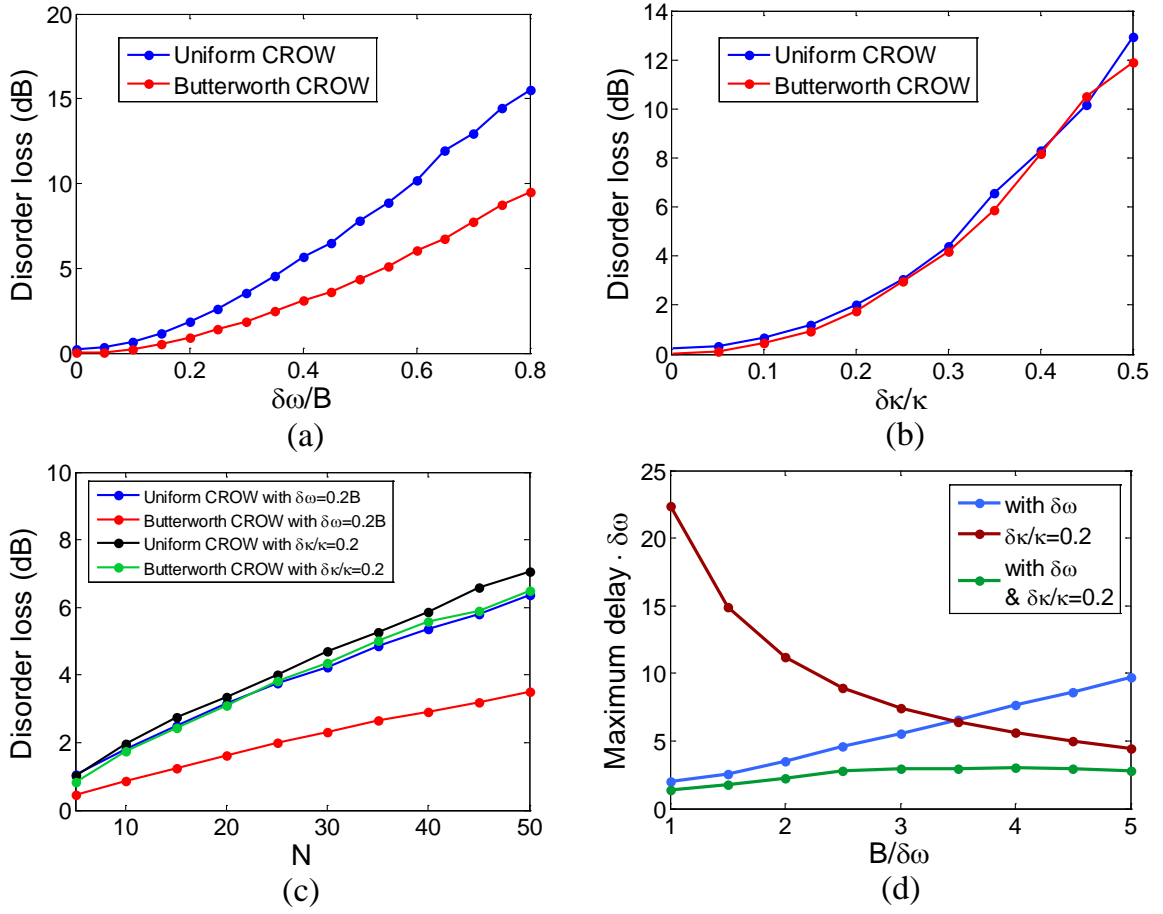 20
15
10
5
0
Disorder loss (dB)
Uniform CROW
Butterworth CROW
0
0.2
0.4
0.6
0.8
δω/B
(a)
14
12
10
8
6
4
2
0
Disorder loss (dB)
Uniform CROW
Butterworth CROW
0
0.1
0.2
0.3
0.4
0.5
δκ/κ
(b)
10
8
6
4
2
0
Disorder loss (dB)
Uniform CROW with δω=0.2B
Butterworth CROW with δω=0.2B
Uniform CROW with δκ/κ=0.2
Butterworth CROW with δκ/κ=0.2
10
20
30
40
50
N
(c)
25
20
15
10
5
0
Maximum delay · δω
with δω
δκ/κ=0.2
with δω
& δκ/κ=0.2
1
2
3
4
5
B/δω
(d)